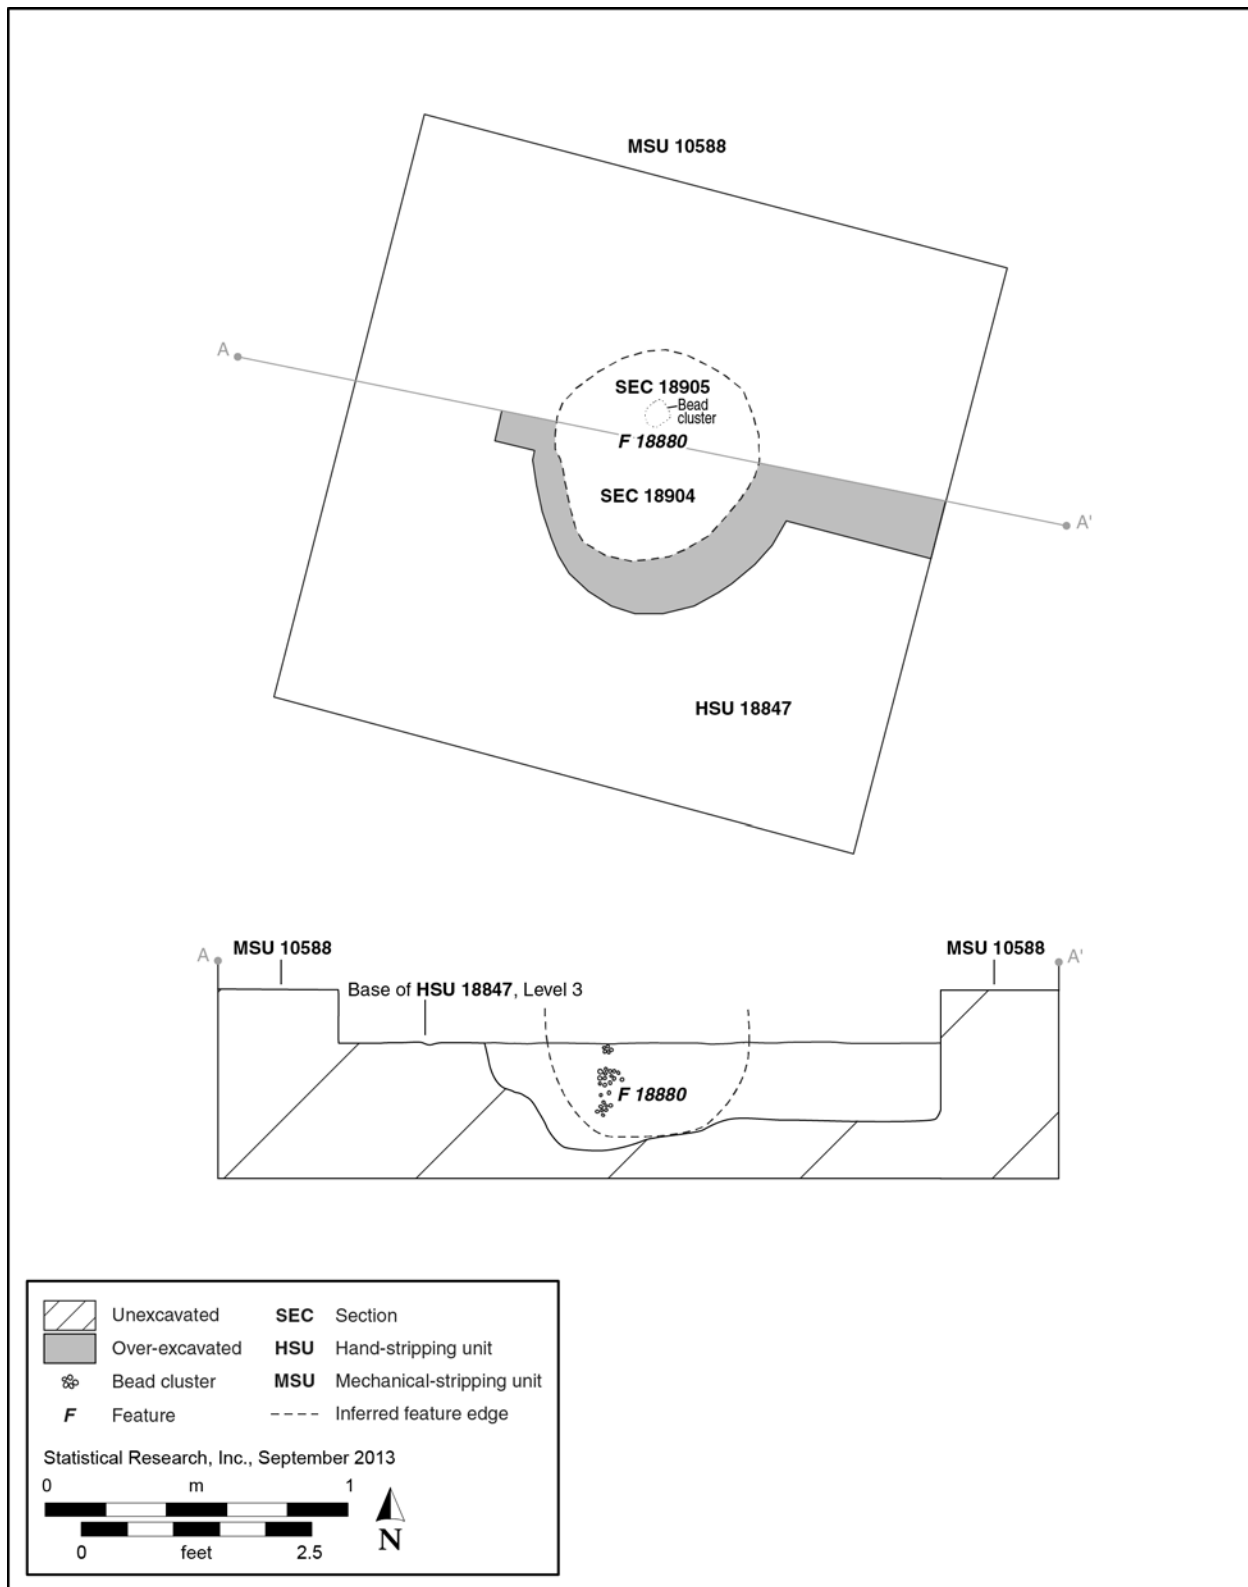 MSU 10588
A
SEC 18905
Bead
cluster
F 18880
SEC 18904
A'
HSU 18847
A
MSU 10588
MSU 10588
A'
Base of HSU 18847, Level 3
F 18880
Unexcavated
SEC Section
Over-excavated
HSU Hand-stripping unit
Bead cluster
MSU Mechanical-stripping unit
F Feature
Inferred feature edge
Statistical Research, Inc., September 2013
0 m 1
N
0 feet 2.5